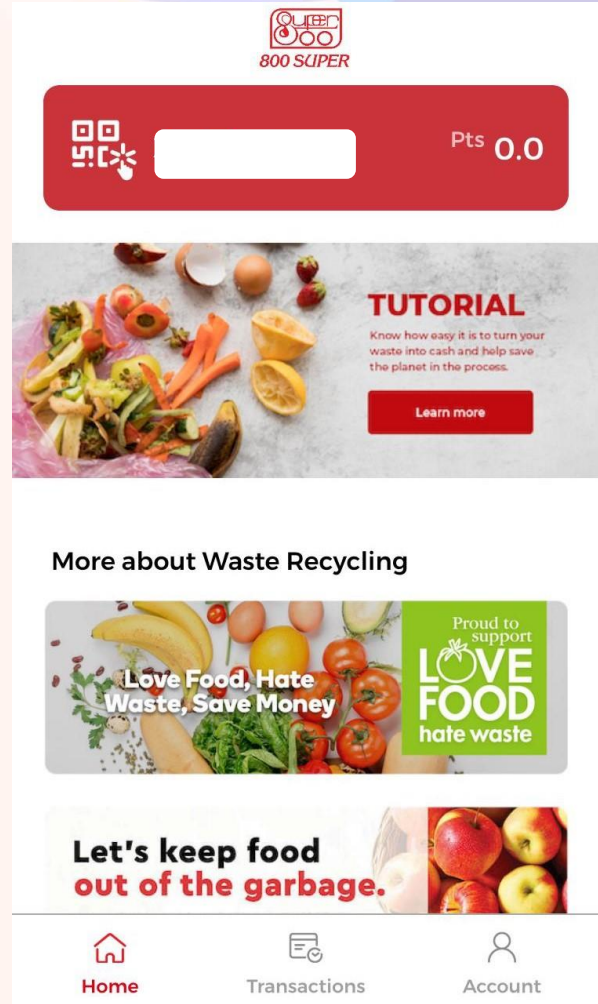 Super
800
800 SUPER
Pts 0.0
TUTORIAL
Know how easy it is to turn your
waste into cash and help save
the planet in the process.
Learn more
More about Waste Recycling
Love Food, Hate
Waste, Save Money
Proud to
support
LOVE
FOOD
hate waste
Let's keep food
out of the garbage.
Home
Transactions
Account